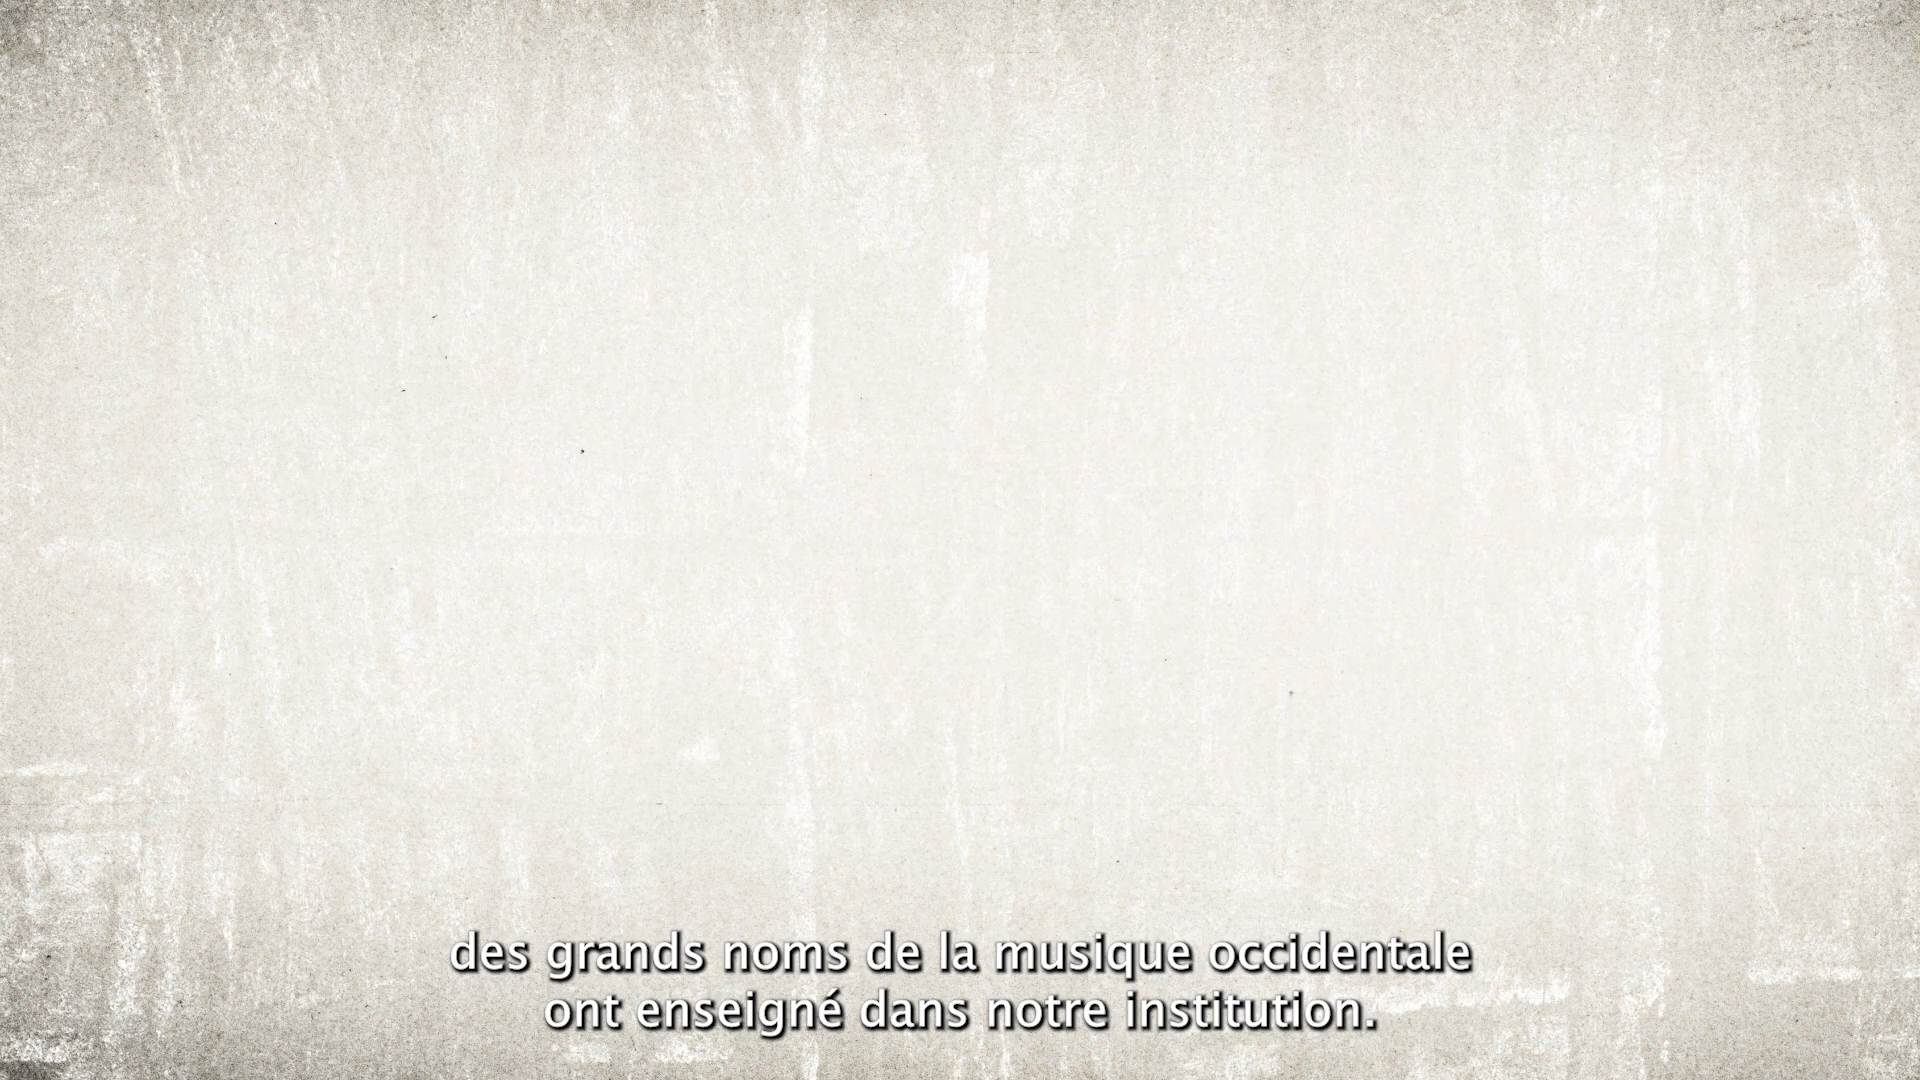 des grands noms de la musique occidentale
ont enseigné dans notre institution.